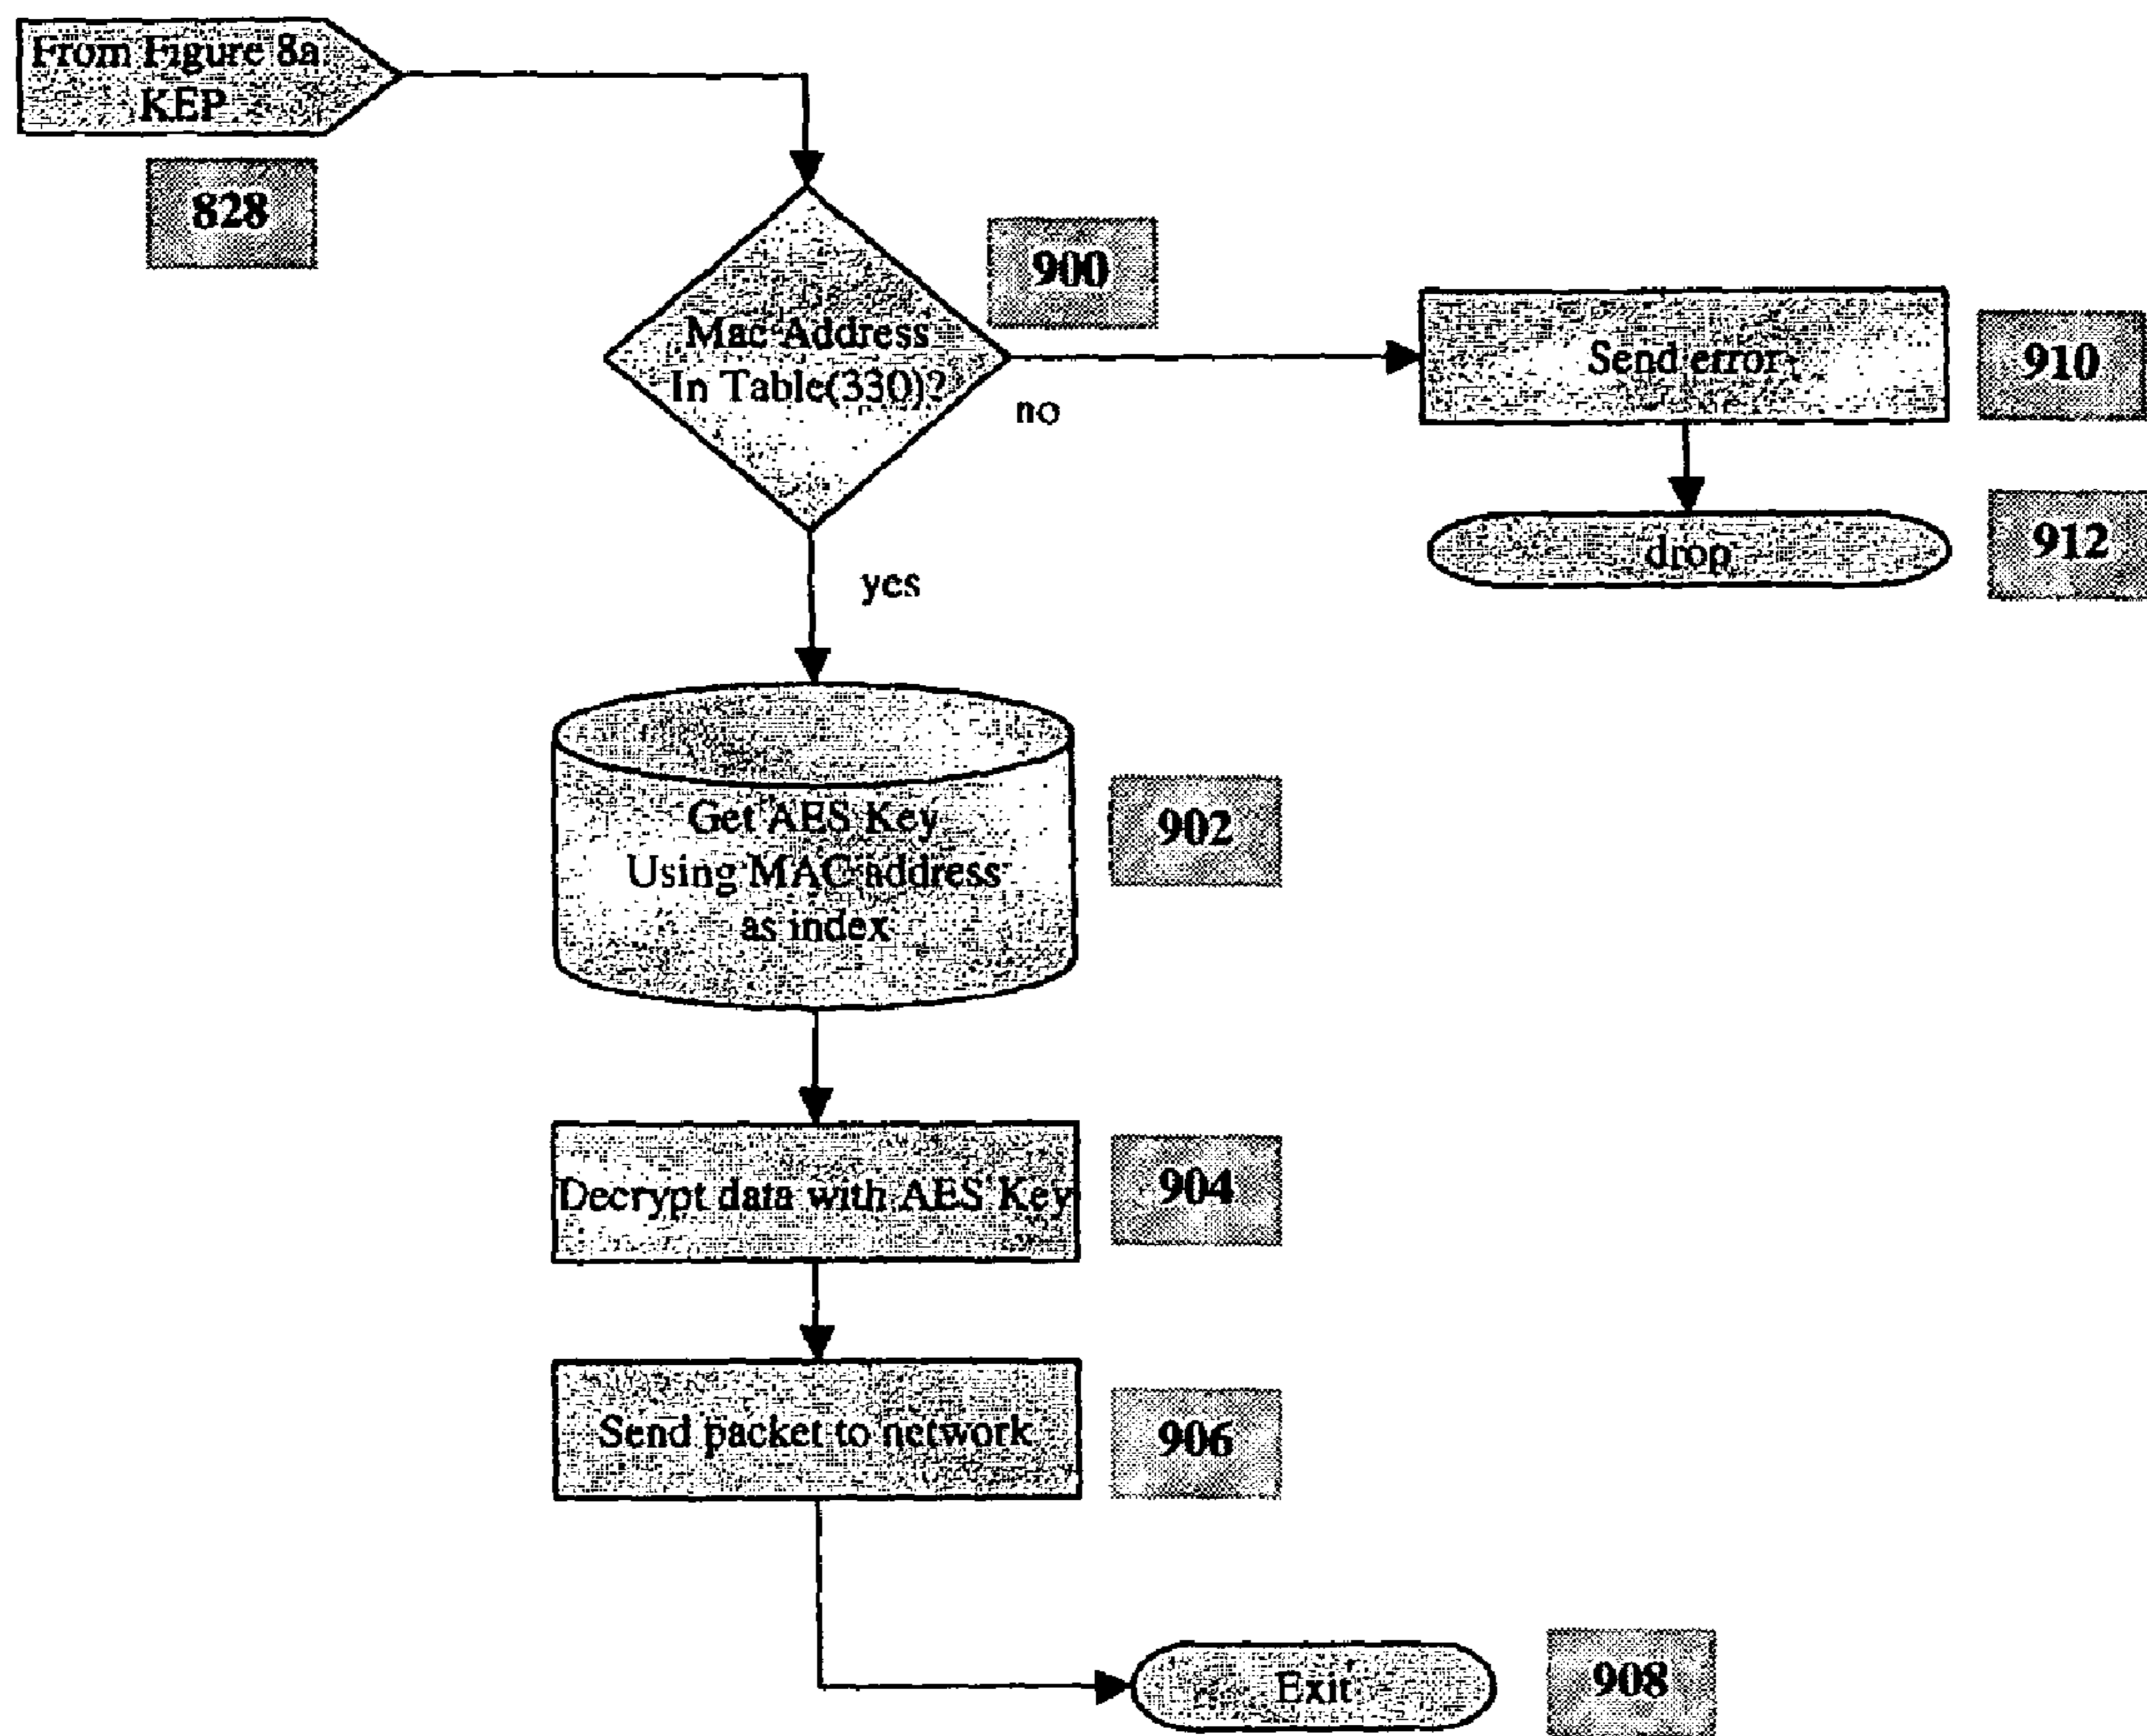 From Figure 8a
KEP
828
900
Mac Address
In Table(330)?
no
Send error
910
drop
912
yes
Get AES Key
Using MAC address
as index
902
Decrypt data with AES Key
904
Send packet to network
906
Exit
908